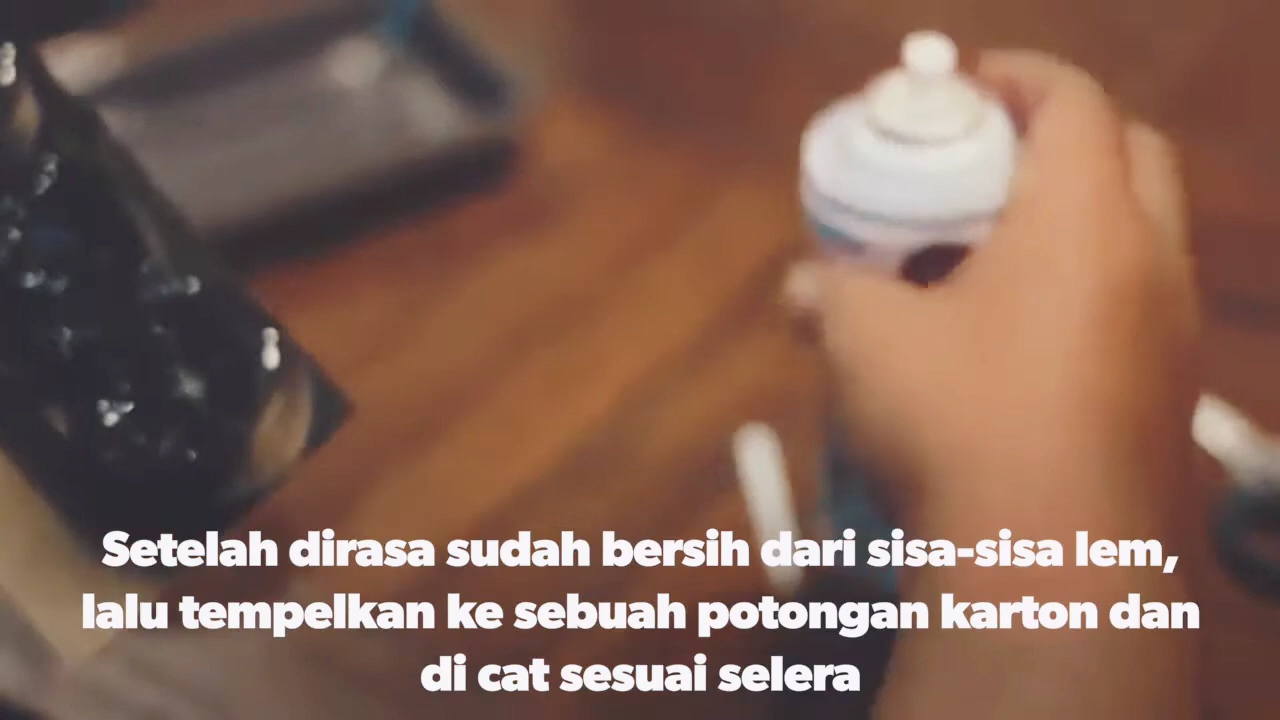 Setelah dirasa sudah bersih dari sisa-sisa lem,
lalu tempelkan ke sebuah potongan karton dan
di cat sesuai selera